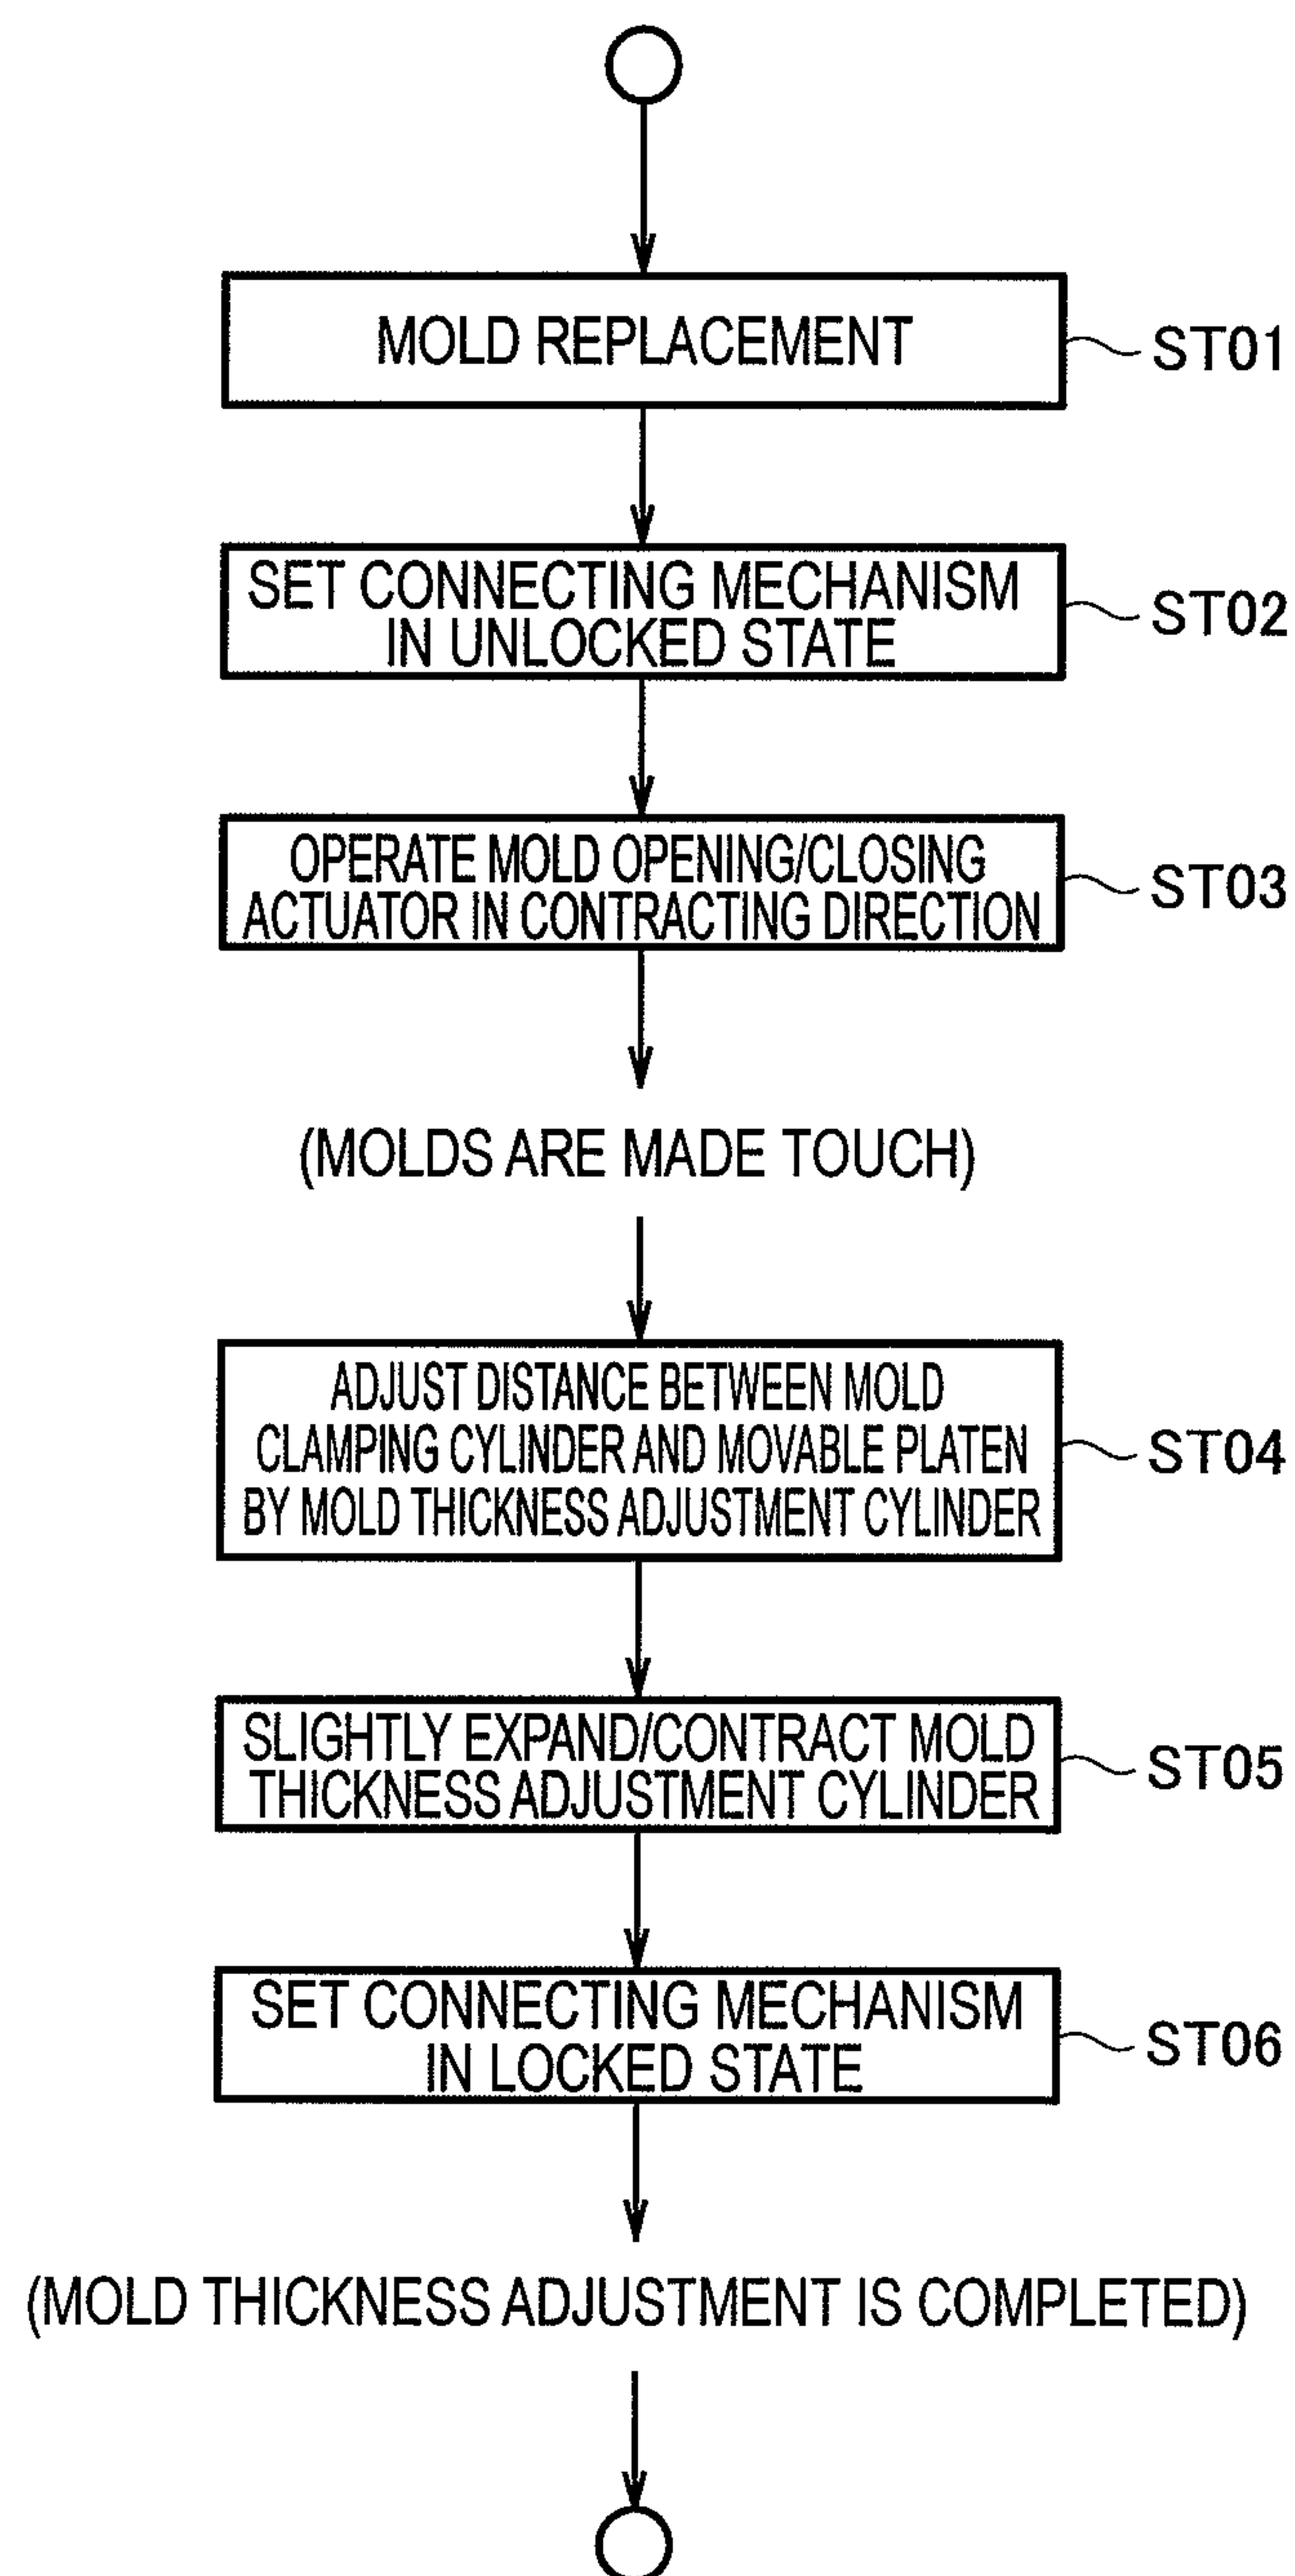 MOLD REPLACEMENT
ST01
SET CONNECTING MECHANISM
IN UNLOCKED STATE
ST02
OPERATE MOLD OPENING/CLOSING
ACTUATOR IN CONTRACTING DIRECTION
ST03
(MOLDS ARE MADE TOUCH)
ADJUST DISTANCE BETWEEN MOLD
CLAMPING CYLINDER AND MOVABLE PLATEN
BY MOLD THICKNESS ADJUSTMENT CYLINDER
ST04
SLIGHTLY EXPAND/CONTRACT MOLD
THICKNESS ADJUSTMENT CYLINDER
ST05
SET CONNECTING MECHANISM
IN LOCKED STATE
ST06
(MOLD THICKNESS ADJUSTMENT IS COMPLETED)